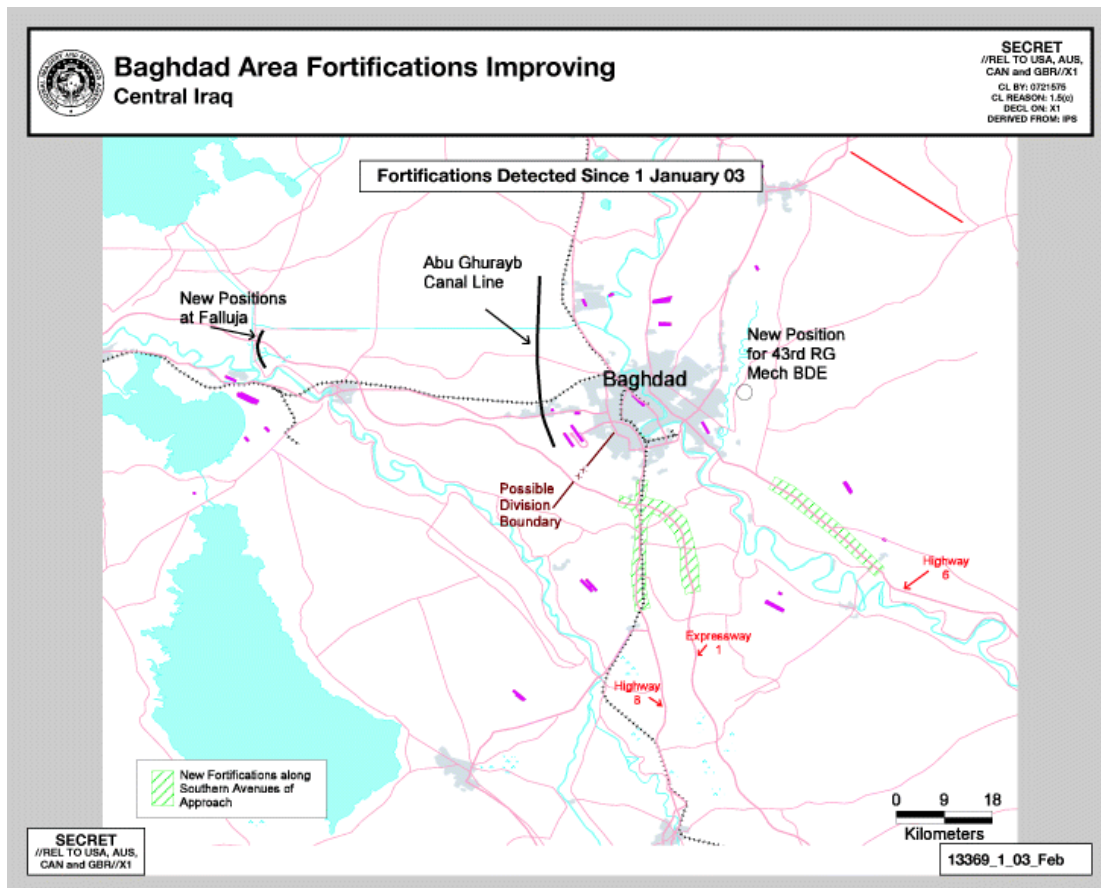 Baghdad Area Fortifications Improving
Central Iraq
SECRET
//REL TO USA, AUS,
CAN and GBR//X1
CL BY: 0721575
CL REASON: 1.5(c)
DECL ON: X1
DERIVED FROM: IPS
Fortifications Detected Since 1 January 03
Abu Ghurayb
Canal Line
New Positions
at Falluja
New Position
for 43rd RG
Mech BDE
Baghdad
Possible
Division
Boundary
Highway
6
Expressway
1
Highway
8
New Fortifications along
Southern Avenues of
Approach
0 9 18
Kilometers
SECRET
//REL TO USA, AUS,
CAN and GBR//X1
13369_1_03_Feb